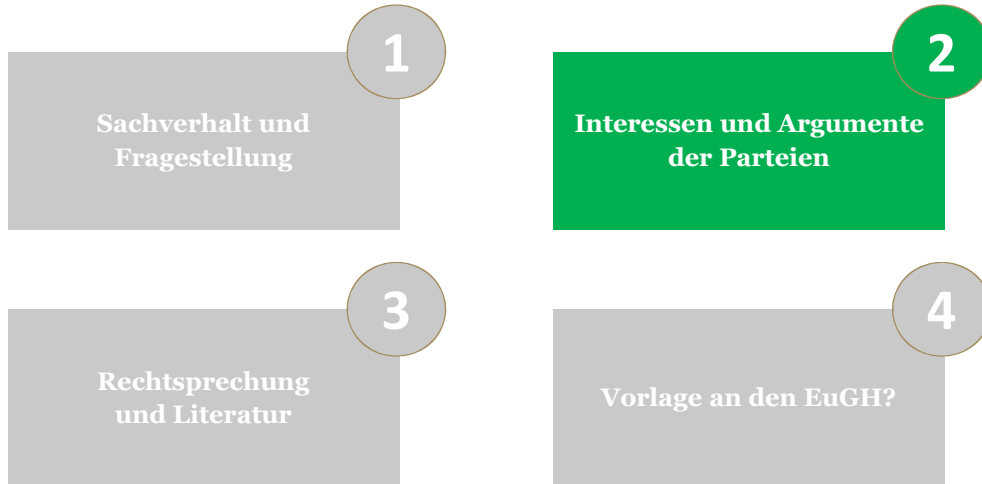 1
Sachverhalt und
Fragestellung
2
Interessen und Argumente
der Parteien
3
Rechtsprechung
und Literatur
4
Vorlage an den EuGH?